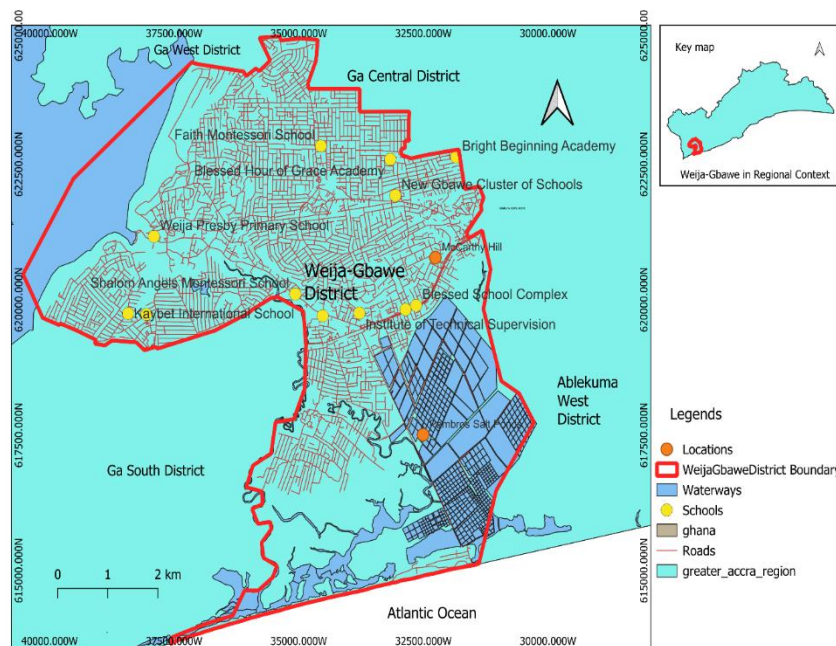 40000.000W 37500.000W 35000.000W 32500.000W 30000.000W
625000.00
625000.00
Ga West District
Ga Central District
Key map
Weija-Gbawe in Regional Context
Faith Montessori School
Bright Beginning Academy
Blessed Hour of Grace Academy
New Gbawe Cluster of Schools
622500.000N
622500.000N
Weija Presby Primary School
McCarthy Hill
Shalom Angels Montessori School
Weija-Gbawe
District
Blessed School Complex
Kaybet International School
Institute of Technical Supervision
620000.000N
620000.000N
Ablekuma
West
District
Salt Ponds
617500.000N
617500.000N
Ga South District
Legends
Locations
WeijaGbaweDistrict Boundary
Waterways
Schools
ghana
Roads
greater_accra_region
0 1 2 km
615000.000N
615000.000N
Atlantic Ocean
40000.000W 37500.000W 35000.000W 32500.000W 30000.000W